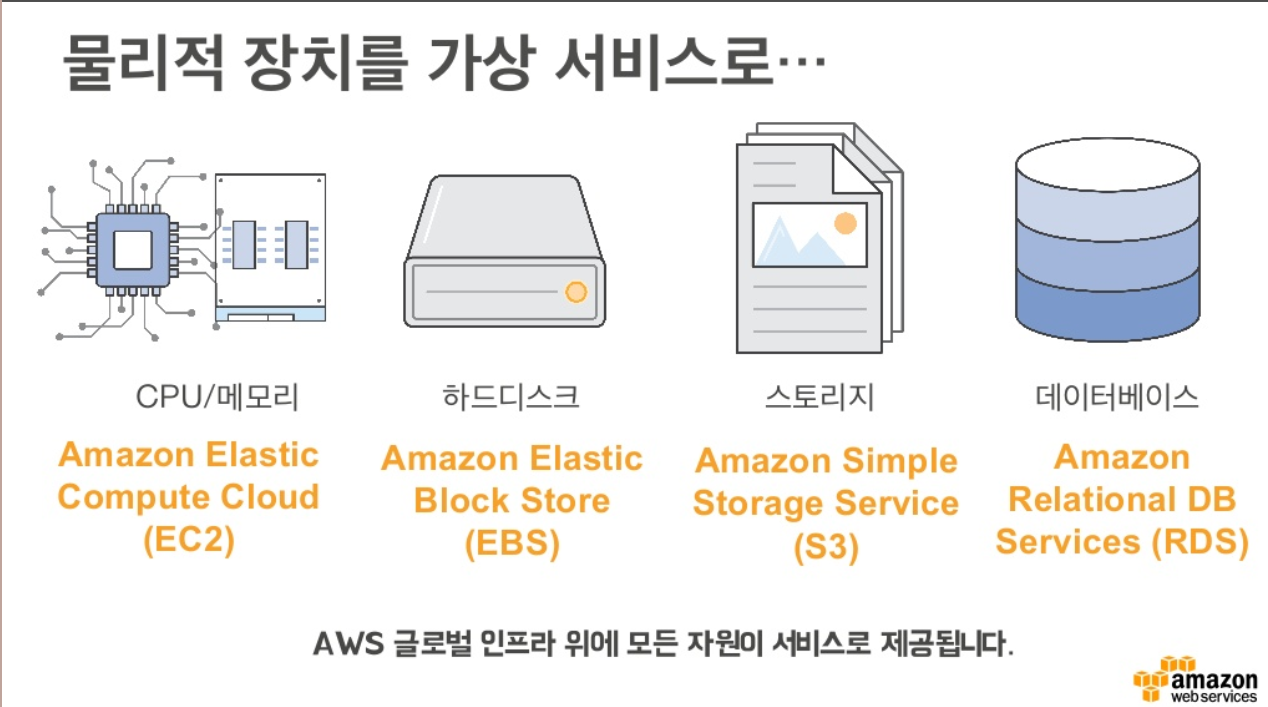 물리적 장치를 가상 서비스로…
CPU/메모리
Amazon Elastic
Compute Cloud
(EC2)
하드디스크
Amazon Elastic
Block Store
(EBS)
스토리지
Amazon Simple
Storage Service
(S3)
데이터베이스
Amazon
Relational DB
Services (RDS)
AWS 글로벌 인프라 위에 모든 자원이 서비스로 제공됩니다.
amazon
web services